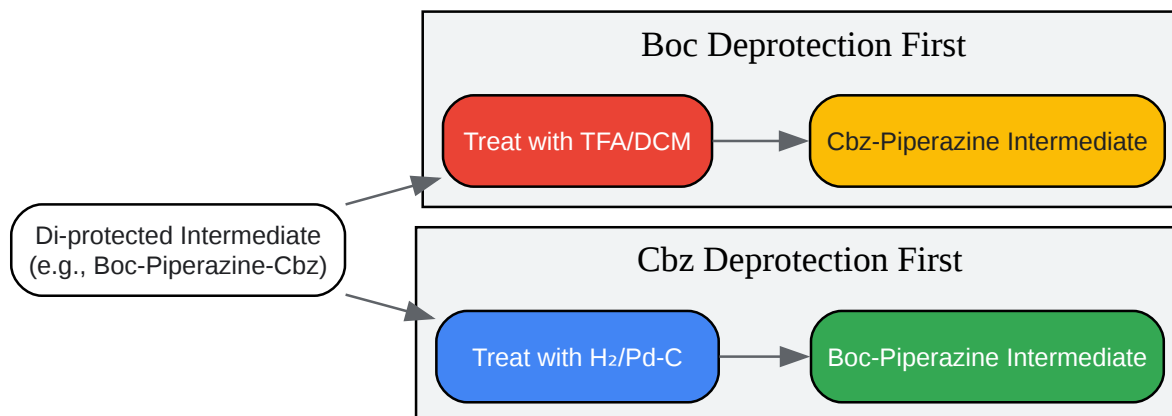 Boc Deprotection First
Treat with TFA/DCM
Cbz-Piperazine Intermediate
Di-protected Intermediate
(e.g., Boc-Piperazine-Cbz)
Cbz Deprotection First
Treat with H₂/Pd-C
Boc-Piperazine Intermediate